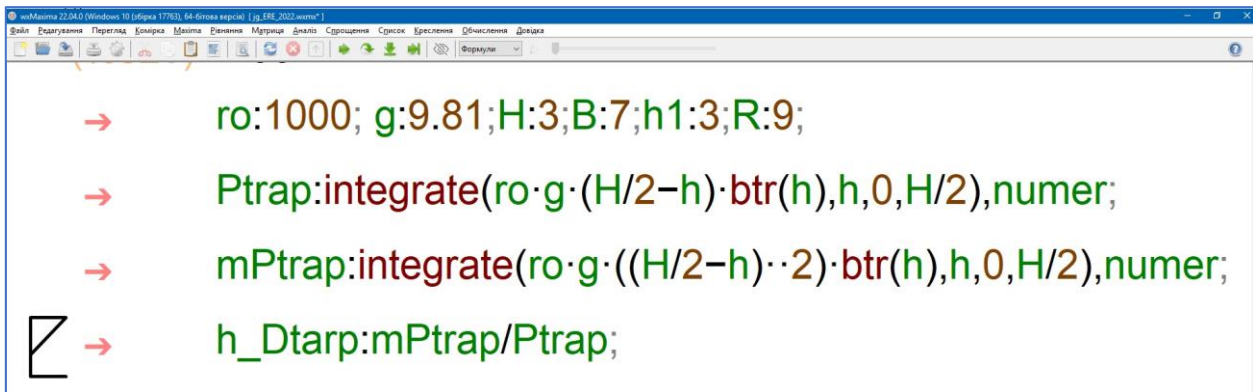 wxMaxima 22.04.0 (Windows 10 (збірка 17763), 64-бітова версія) [ jg_ERE_2022.wxmx* ]
Файл Редагування Перегляд Комірка Maxima Рівняння Матриця Аналіз Спрощення Список Креслення Обчислення Довідка
Формули
ro:1000; g:9.81;H:3;B:7;h1:3;R:9;
Ptrap:integrate(ro·g·(H/2−h)·btr(h),h,0,H/2),numer;
mPtrap:integrate(ro·g·((H/2−h)··2)·btr(h),h,0,H/2),numer;
h_Dtarp:mPtrap/Ptrap;